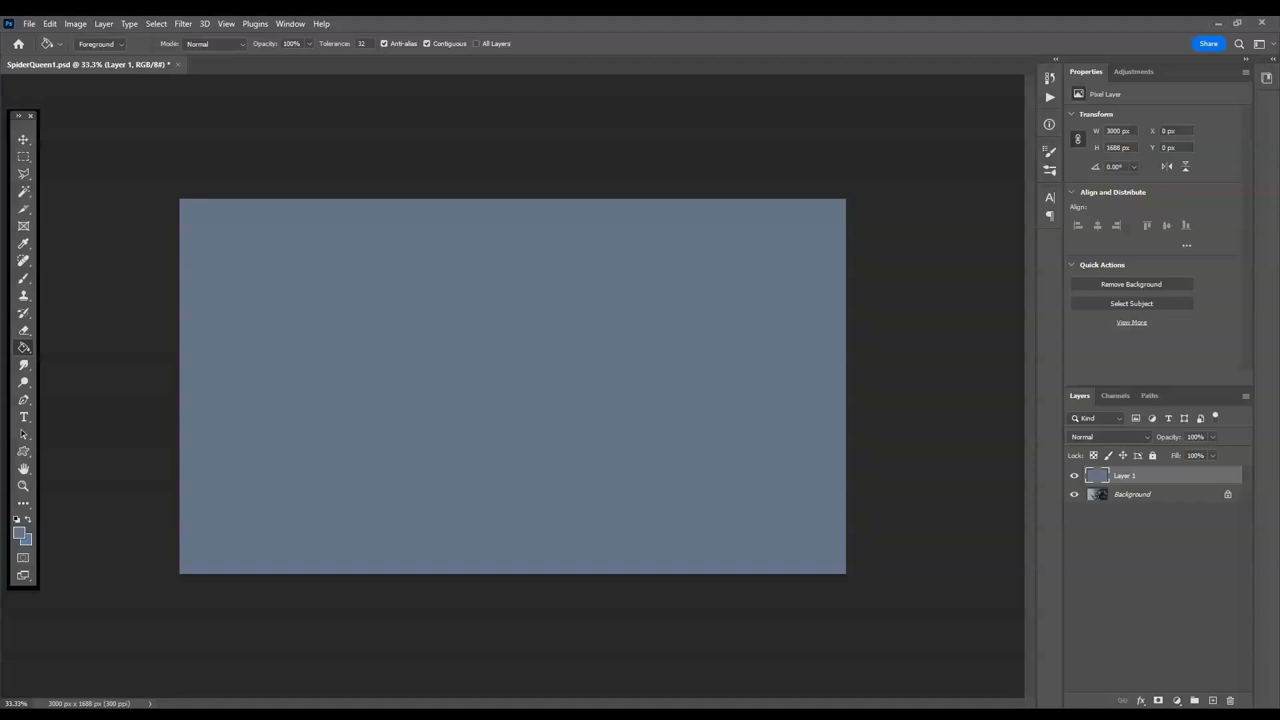 Ps File Edit Image Layer Type Select Filter 3D View Plugins Window Help
Foreground Mode: Normal Opacity: 100% Tolerance: 32 Anti-alias Contiguous All Layers Share
SpiderQueen1.psd @ 33.3% (Layer 1, RGB/8#) * ×
Properties Adjustments
Pixel Layer
Transform
W 3000 px X 0 px
H 1688 px Y 0 px
0.00°
Align and Distribute
Align:
Quick Actions
Remove Background
Select Subject
View More
Layers Channels Paths
Kind
Normal Opacity: 100%
Lock: Fill: 100%
Layer 1
Background
33.33% 3000 px x 1688 px (300 ppi)